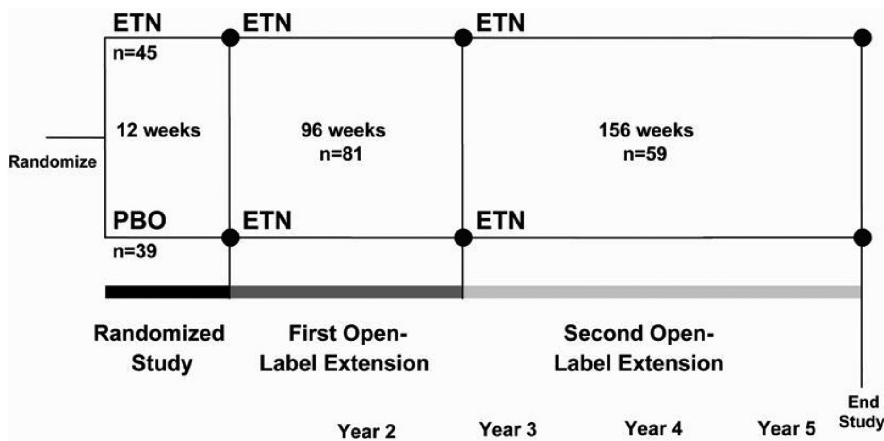 ETN ETN ETN
n=45
12 weeks 96 weeks 156 weeks
n=81 n=59
Randomize
PBO ETN ETN
n=39
Randomized First Open- Second Open-
Study Label Extension Label Extension
End
Study
Year 2 Year 3 Year 4 Year 5